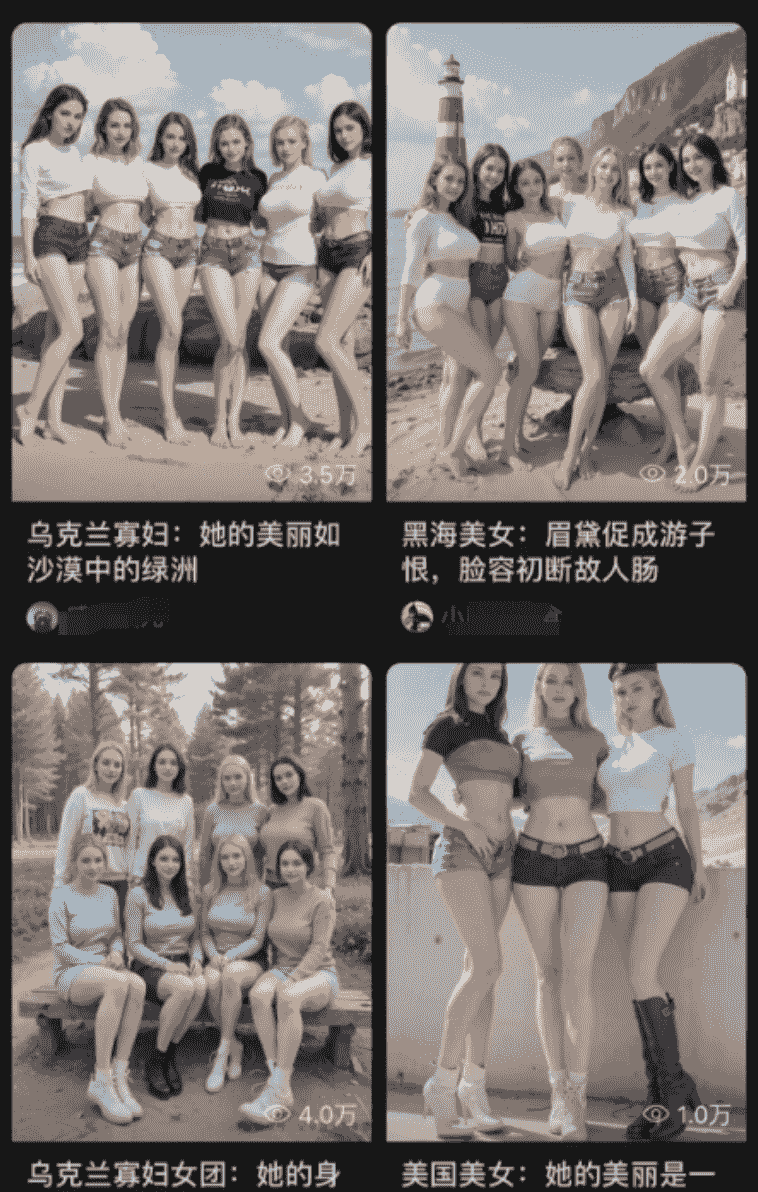 3.5万
2.0万
乌克兰寡妇：她的美丽如
沙漠中的绿洲
黑海美女：眉黛促成游子
恨，脸容初断故人肠
小
4.0万
1.0万
乌克兰寡妇女团：她的身
美国美女：她的美丽是一